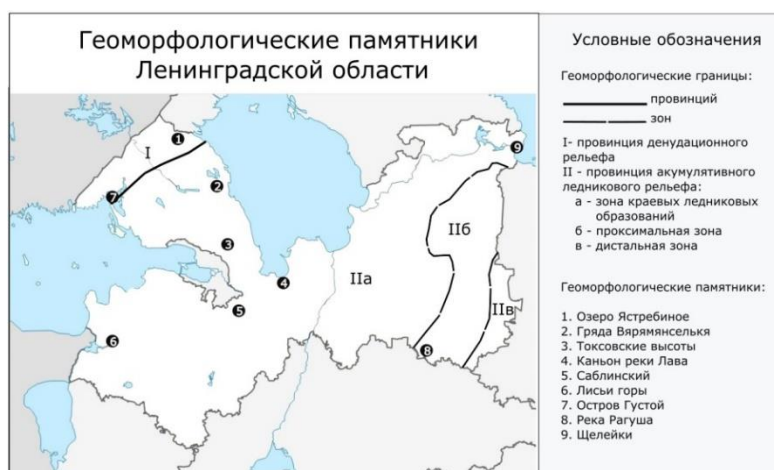 Геоморфологические памятники
Ленинградской области
I
1
2
3
4
5
6
7
8
9
IIа
IIб
IIв
Условные обозначения
Геоморфологические границы:
провинций
зон
I- провинция денудационного
рельефа
II - провинция акумулятивного
ледникового рельефа:
а - зона краевых ледниковых
образований
б - проксимальная зона
в - дистальная зона
Геоморфологические памятники:
1. Озеро Ястребиное
2. Гряда Вярямянселькя
3. Токсовские высоты
4. Каньон реки Лава
5. Саблинский
6. Лисьи горы
7. Остров Густой
8. Река Рагуша
9. Щелейки